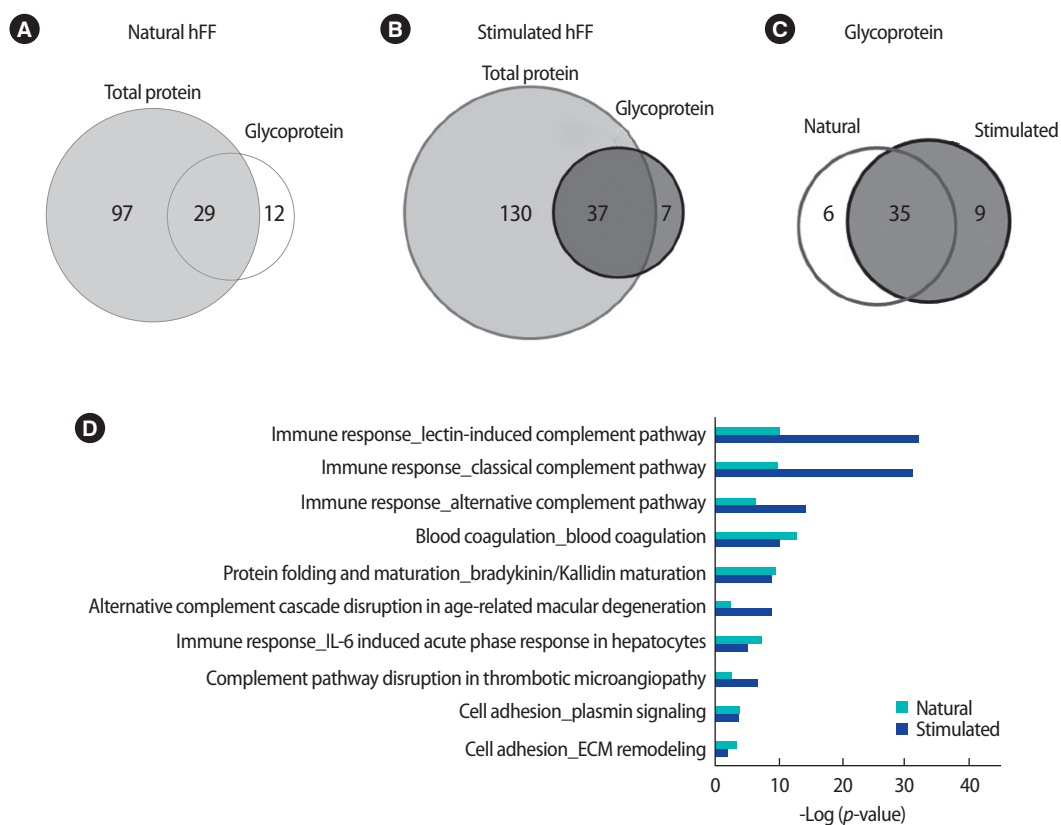 A Natural hFF
Total protein
Glycoprotein
97 29 12
B Stimulated hFF
Total protein
Glycoprotein
130 37 7
C Glycoprotein
Natural
Stimulated
6 35 9
D
Immune response_lectin-induced complement pathway
Immune response_classical complement pathway
Immune response_alternative complement pathway
Blood coagulation_blood coagulation
Protein folding and maturation_bradykinin/Kallidin maturation
Alternative complement cascade disruption in age-related macular degeneration
Immune response_IL-6 induced acute phase response in hepatocytes
Complement pathway disruption in thrombotic microangiopathy
Cell adhesion_plasmin signaling
Cell adhesion_ECM remodeling
Natural
Stimulated
0 10 20 30 40
-Log (p-value)